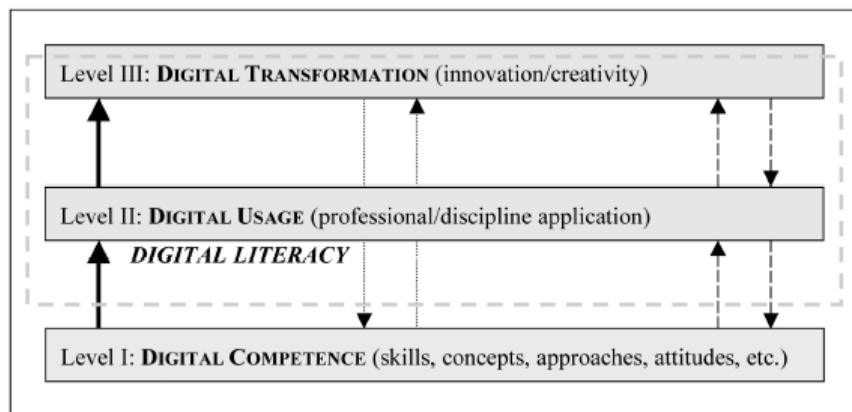 Level III: DIGITAL TRANSFORMATION (innovation/creativity)
Level II: DIGITAL USAGE (professional/discipline application)
DIGITAL LITERACY
Level I: DIGITAL COMPETENCE (skills, concepts, approaches, attitudes, etc.)